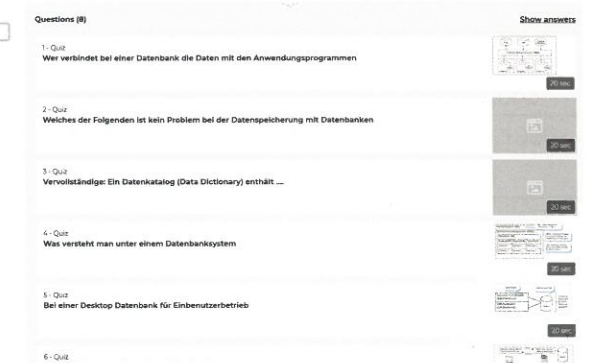 Questions (8)
Show answers
1 - Quiz
Wer verbindet bei einer Datenbank die Daten mit den Anwendungsprogrammen
20 sec
2 - Quiz
Welches der Folgenden ist kein Problem bei der Datenspeicherung mit Datenbanken
20 sec
3 - Quiz
Vervollständige: Ein Datenkatalog (Data Dictionary) enthält ....
20 sec
4 - Quiz
Was versteht man unter einem Datenbanksystem
20 sec
5 - Quiz
Bei einer Desktop Datenbank für Einbenutzerbetrieb
20 sec
6 - Quiz